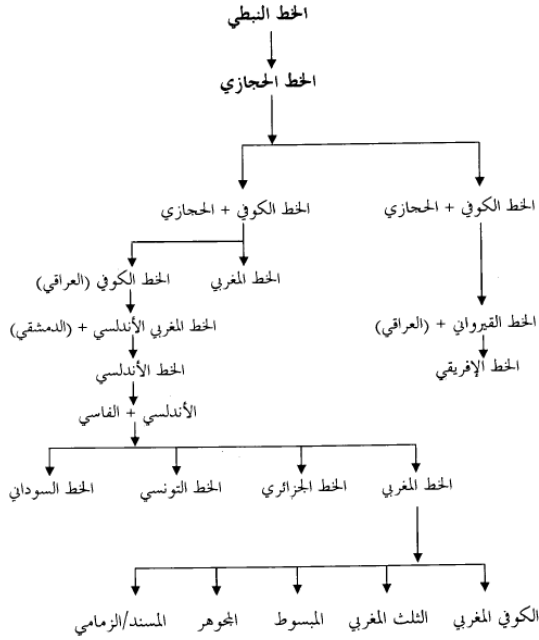 الخط النبطي
الخط الحجازي
الخط الكوفي + الحجازي
الخط الكوفي + الحجازي
الخط المغربي
الخط الكوفي (العراقي)
الخط القيرواني + (العراقي)
الخط المغربي الأندلسي + (الدمشقي)
الخط الإفريقي
الخط الأندلسي
الأندلسي + الفاسي
الخط المغربي
الخط الجزائري
الخط التونسي
الخط السوداني
الكوفي المغربي
الثلث المغربي
المبسوط
المجوهر
المسند/الزمامي